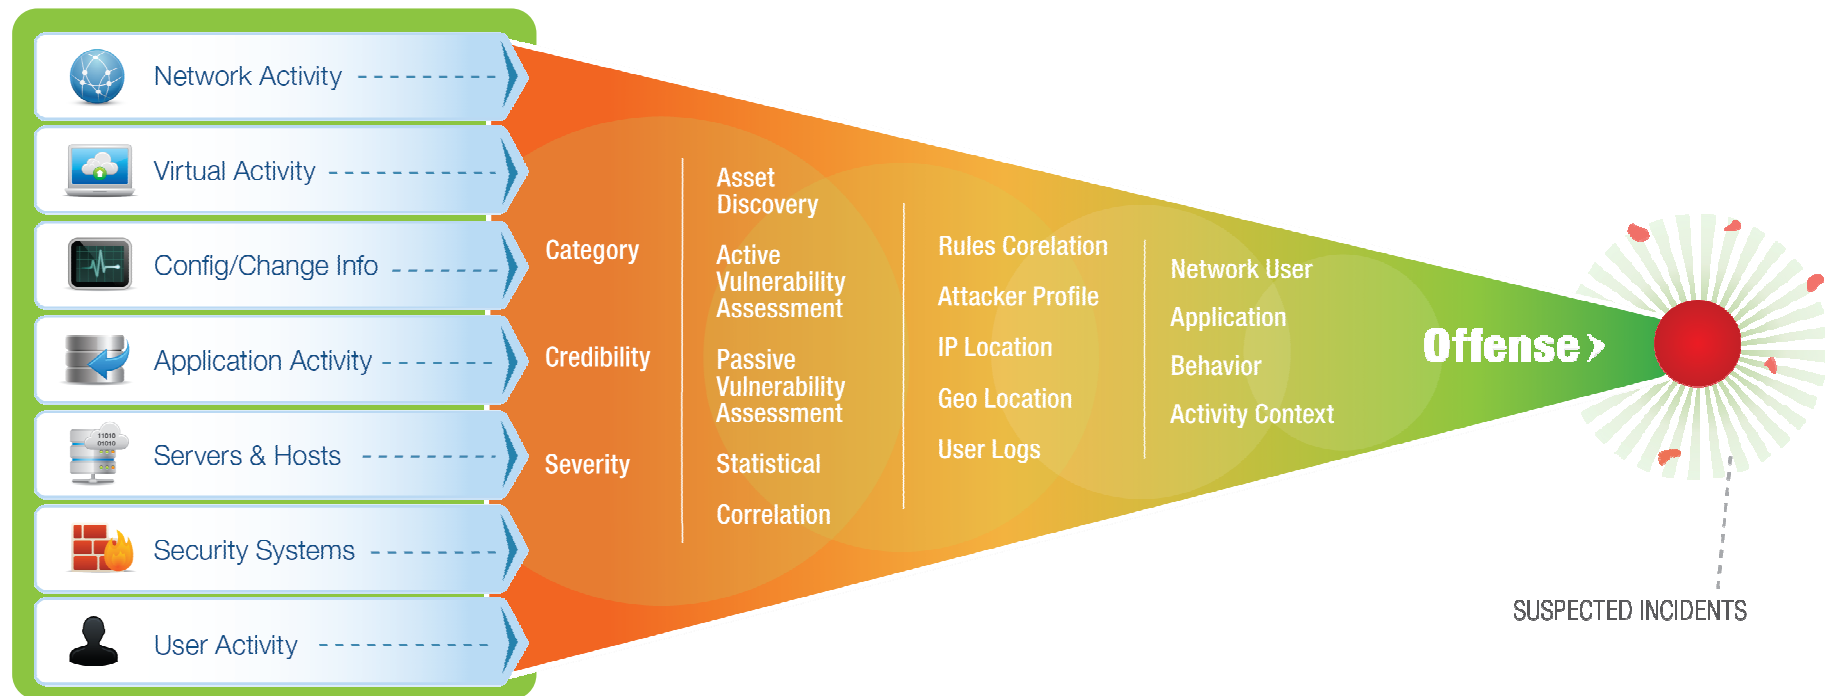 Network Activity
Virtual Activity
Config/Change Info
Application Activity
Servers & Hosts
11010
01010
Security Systems
User Activity
Category
Credibility
Severity
Asset
Discovery
Active
Vulnerability
Assessment
Passive
Vulnerability
Assessment
Statistical
Correlation
Rules Corelation
Attacker Profile
IP Location
Geo Location
User Logs
Network User
Application
Behavior
Activity Context
Offense >
SUSPECTED INCIDENTS